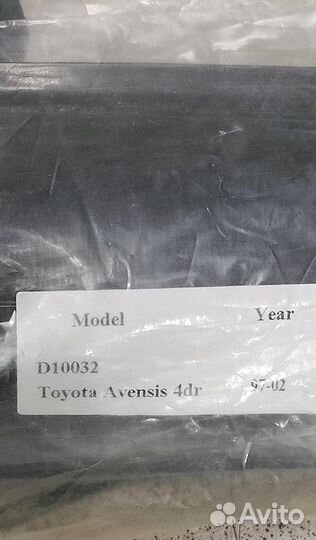 Model Year
D10032
Toyota Avensis 4dr 97-02
Avito